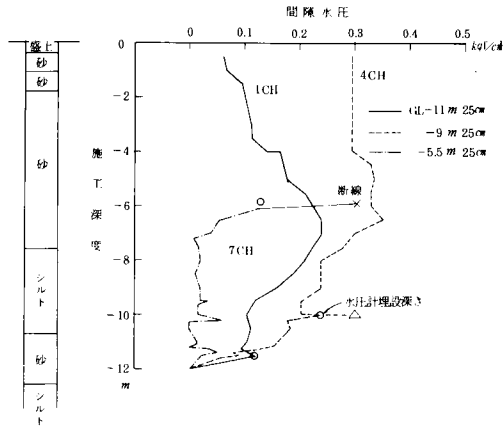 間隙水圧
0
0.1
0.2
0.3
0.4
0.5
kgf/cm²
0
-2
-4
-6
-8
-10
-12
m
施工深度
盛土
砂
砂
砂
シルト
砂
シルト
1CH
4CH
7CH
GL-11m 25cm
-9m 25cm
-5.5m 25cm
断線
水圧計埋設深さ